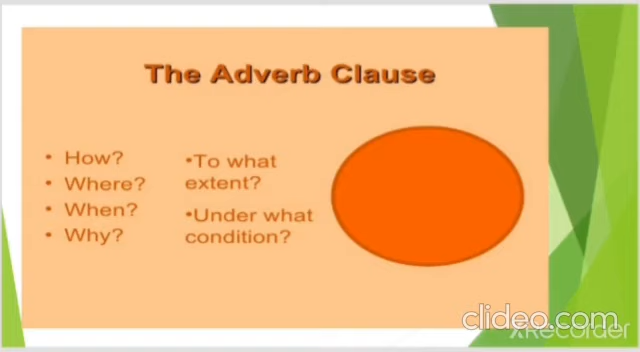 The Adverb Clause
• How?
• Where?
• When?
• Why?
•To what
extent?
•Under what
condition?
clideo.com
XRecorder